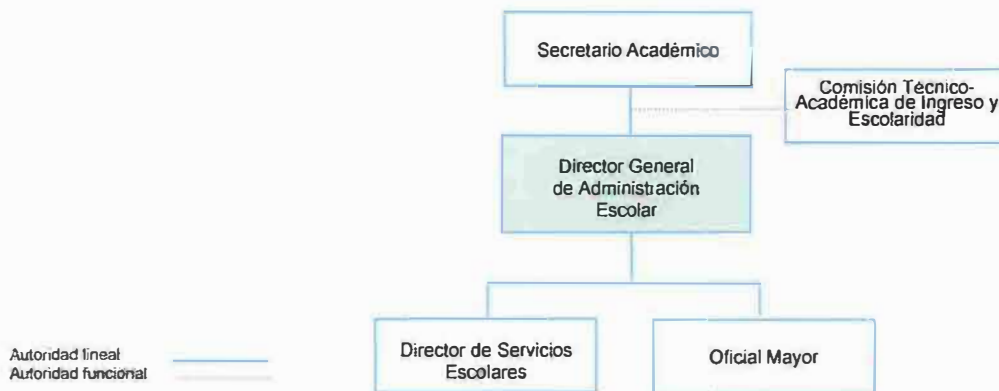 Secretario Académico
Comisión Técnico-
Académica de Ingreso y
Escolaridad
Director General
de Administración
Escolar
Director de Servicios
Escolares
Oficial Mayor
Autoridad lineal
Autoridad funcional